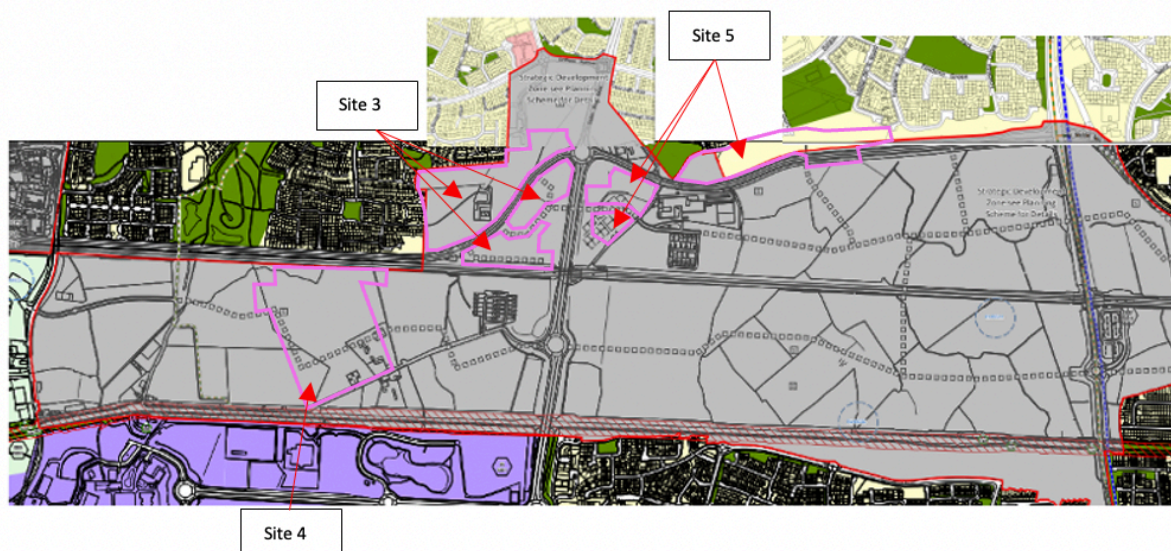 Site 5
Strategic Development
Zone see Planning
Scheme for Details
Site 3
Strategic Development
Zone see Planning
Scheme for Details
Site 4